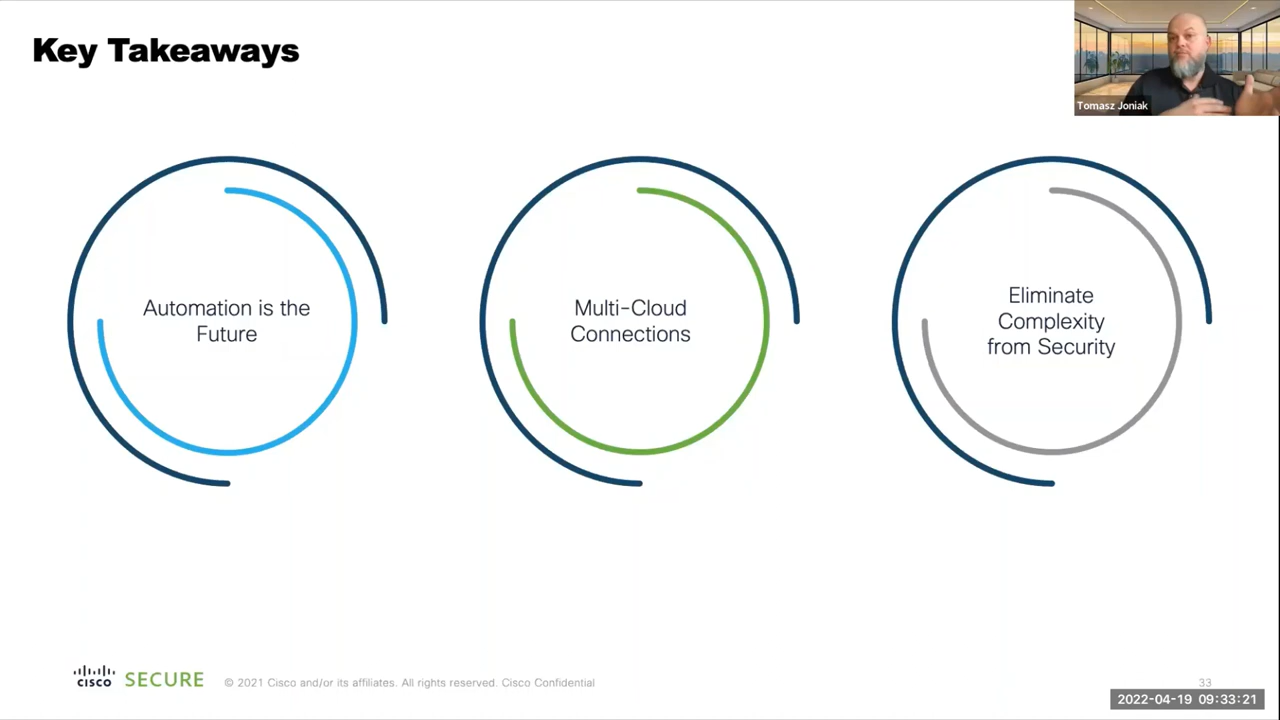 Key Takeaways
Tomasz Joniak
Automation is the
Future
Multi-Cloud
Connections
Eliminate
Complexity
from Security
CISCO SECURE © 2021 Cisco and/or its affiliates. All rights reserved. Cisco Confidential
33
2022-04-19 09:33:21